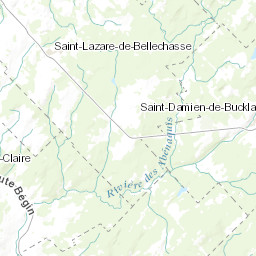 Saint-Lazare-de-Bellechasse
Saint-Damien-de-Buckla
-Claire
Rivière des Abénaquis
ute Bégin